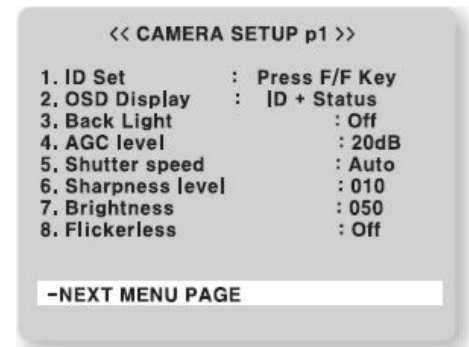 << CAMERA SETUP p1 >>
1. ID Set : Press F/F Key
2. OSD Display : ID + Status
3. Back Light : Off
4. AGC level : 20dB
5. Shutter speed : Auto
6. Sharpness level : 010
7. Brightness : 050
8. Flickerless : Off
-NEXT MENU PAGE